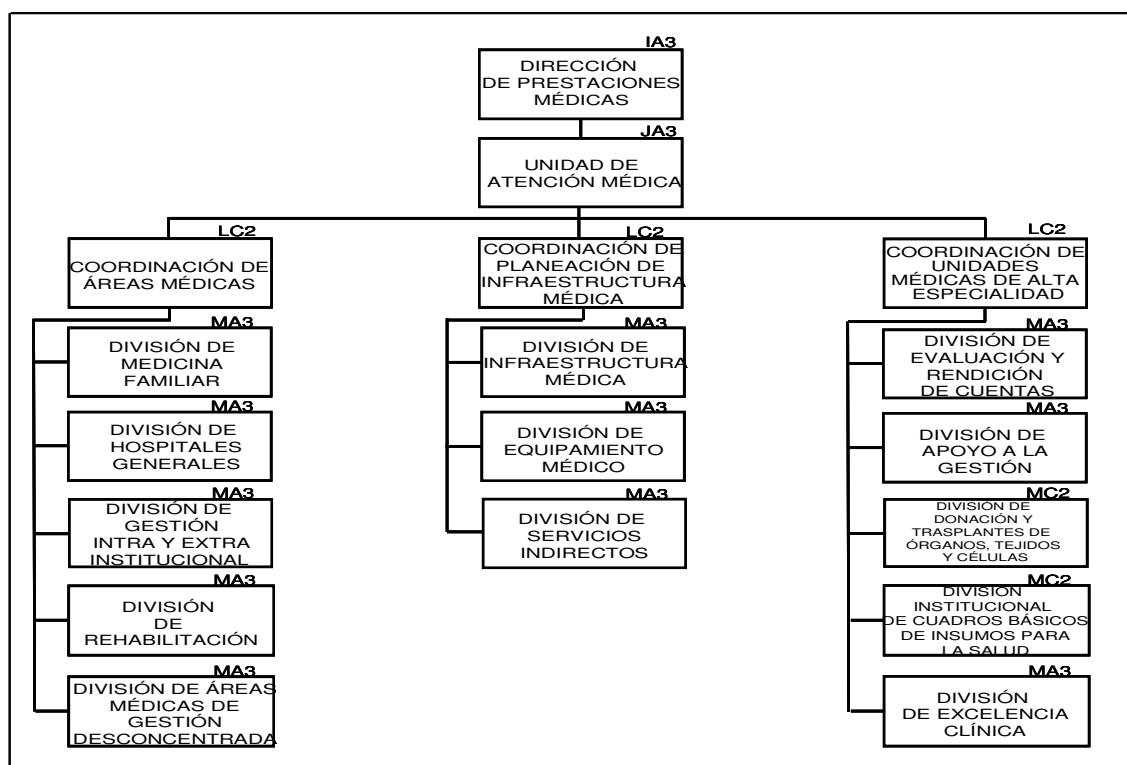 IA3
DIRECCIÓN
DE PRESTACIONES
MÉDICAS
JA3
UNIDAD DE
ATENCIÓN MÉDICA
LC2
COORDINACIÓN DE
ÁREAS MÉDICAS
MA3
DIVISIÓN DE
MEDICINA
FAMILIAR
MA3
DIVISIÓN DE
HOSPITALES
GENERALES
MA3
DIVISIÓN DE
GESTIÓN
INTRA Y EXTRA
INSTITUCIONAL
MA3
DIVISIÓN
DE
REHABILITACIÓN
MA3
DIVISIÓN DE ÁREAS
MÉDICAS DE
GESTIÓN
DESCONCENTRADA
LC2
COORDINACIÓN DE
PLANEACIÓN DE
INFRAESTRUCTURA
MÉDICA
MA3
DIVISIÓN DE
INFRAESTRUCTURA
MÉDICA
MA3
DIVISIÓN DE
EQUIPAMIENTO
MÉDICO
MA3
DIVISIÓN DE
SERVICIOS
INDIRECTOS
LC2
COORDINACIÓN DE
UNIDADES
MÉDICAS DE ALTA
ESPECIALIDAD
MA3
DIVISIÓN DE
EVALUACIÓN Y
RENDICIÓN
DE CUENTAS
MA3
DIVISIÓN DE
APOYO A LA
GESTIÓN
MC2
DIVISIÓN DE
DONACIÓN Y
TRASPLANTES DE
ÓRGANOS, TEJIDOS
Y CÉLULAS
MC2
DIVISIÓN
INSTITUCIONAL
DE CUADROS BÁSICOS
DE INSUMOS PARA
LA SALUD
MA3
DIVISIÓN
DE EXCELENCIA
CLÍNICA